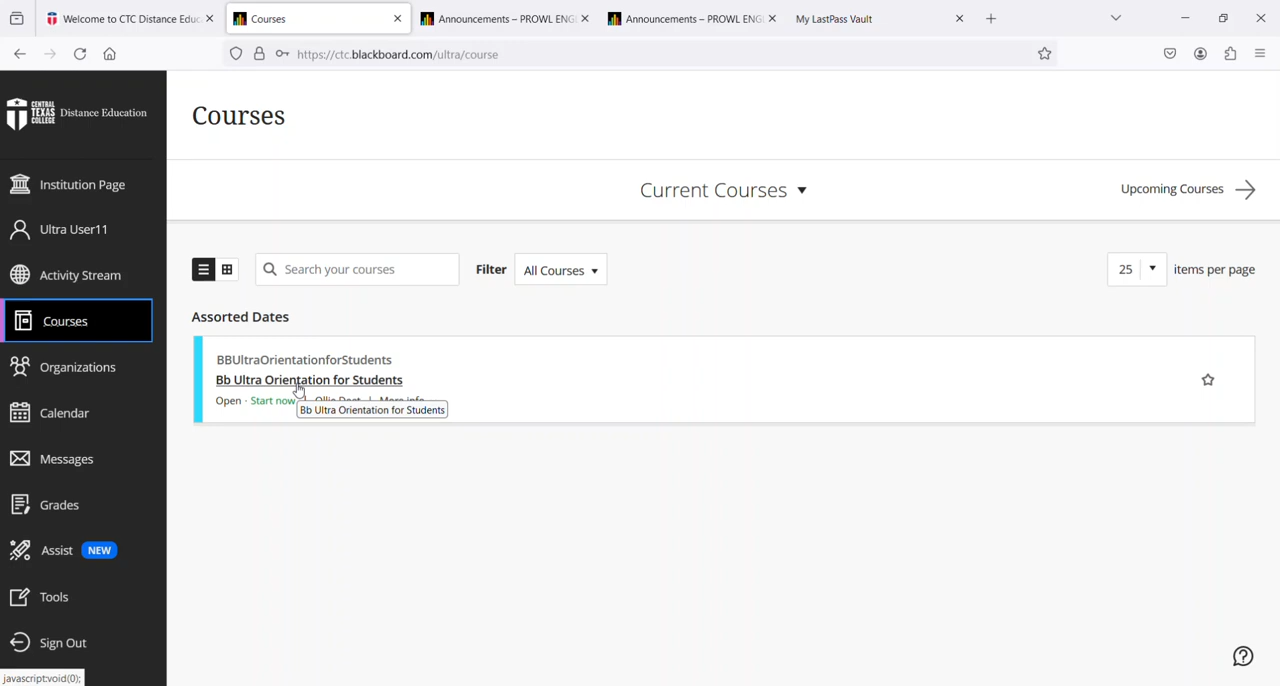 Welcome to CTC Distance Educ
Courses
Announcements – PROWL ENG
Announcements – PROWL ENG
My LastPass Vault
https://ctc.blackboard.com/ultra/course
CENTRAL TEXAS COLLEGE Distance Education
Institution Page
Ultra User11
Activity Stream
Courses
Organizations
Calendar
Messages
Grades
Assist NEW
Tools
Sign Out
javascript:void(0);
Courses
Current Courses
Upcoming Courses
Search your courses
Filter
All Courses
25
items per page
Assorted Dates
BBUltraOrientationforStudents
Bb Ultra Orientation for Students
Open · Start now | | More info
Bb Ultra Orientation for Students